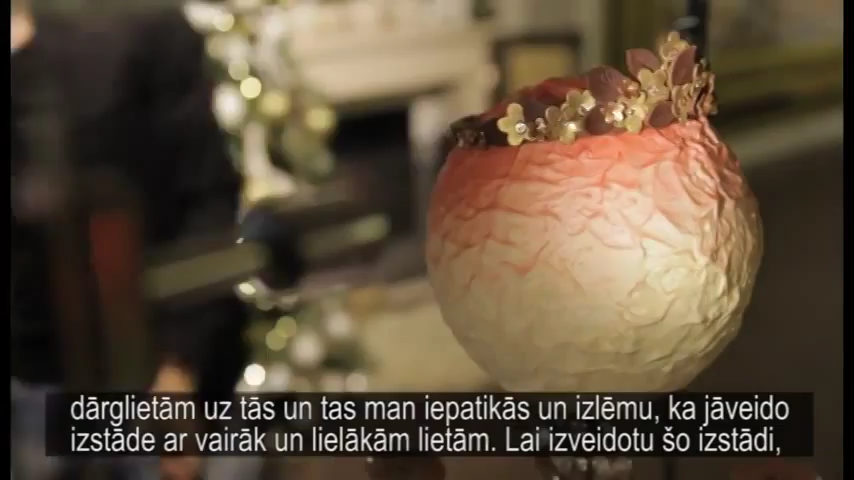 dārglietām uz tās un tas man iepatikās un izlēmu, ka jāveido
izstāde ar vairāk un lielākām lietām. Lai izveidotu šo izstādi,